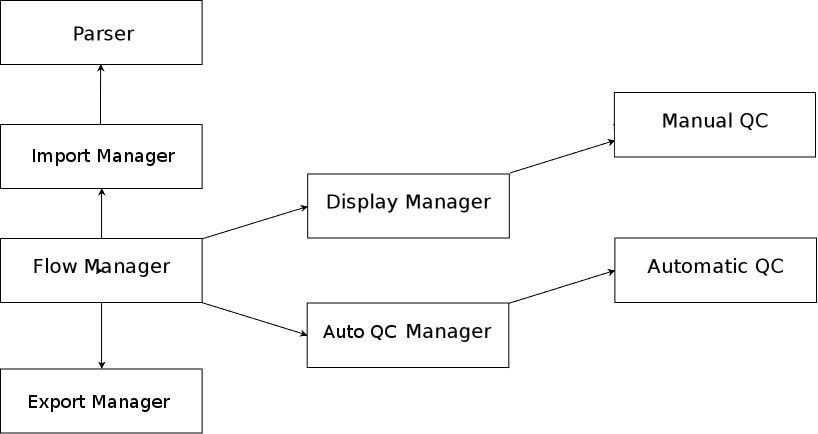 Parser
Import Manager
Manual QC
Display Manager
Flow Manager
Automatic QC
Auto QC Manager
Export Manager